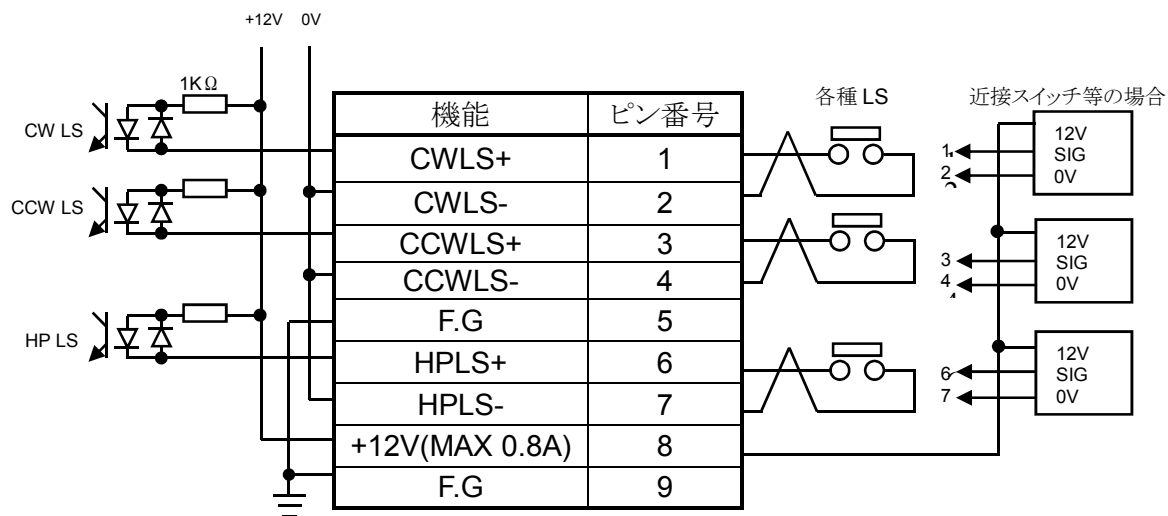 +12V 0V
1KΩ
CW LS
CCW LS
HP LS
機能 ピン番号
CWLS+ 1
CWLS- 2
CCWLS+ 3
CCWLS- 4
F.G 5
HPLS+ 6
HPLS- 7
+12V(MAX 0.8A) 8
F.G 9
各種 LS
近接スイッチ等の場合
12V
1 SIG
2 0V
12V
3 SIG
4 0V
12V
6 SIG
7 0V